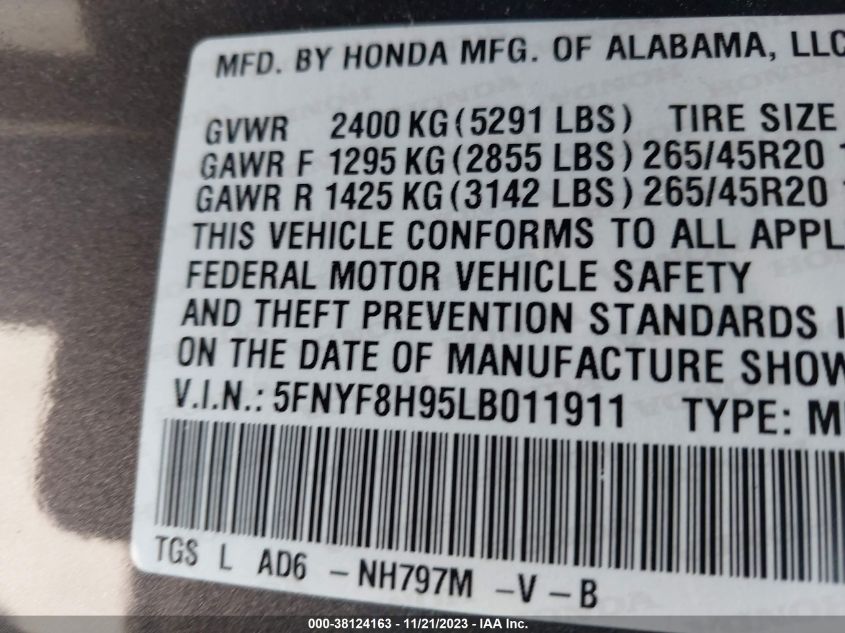 MFD. BY HONDA MFG. OF ALABAMA, LLC
GVWR 2400 KG (5291 LBS) TIRE SIZE
GAWR F 1295 KG (2855 LBS) 265/45R20
GAWR R 1425 KG (3142 LBS) 265/45R20
THIS VEHICLE CONFORMS TO ALL APPL
FEDERAL MOTOR VEHICLE SAFETY
AND THEFT PREVENTION STANDARDS I
ON THE DATE OF MANUFACTURE SHOW
V.I.N.: 5FNYF8H95LB011911 TYPE: M
TGS L AD6 - NH797M - V - B
000-38124163 - 11/21/2023 - IAA Inc.